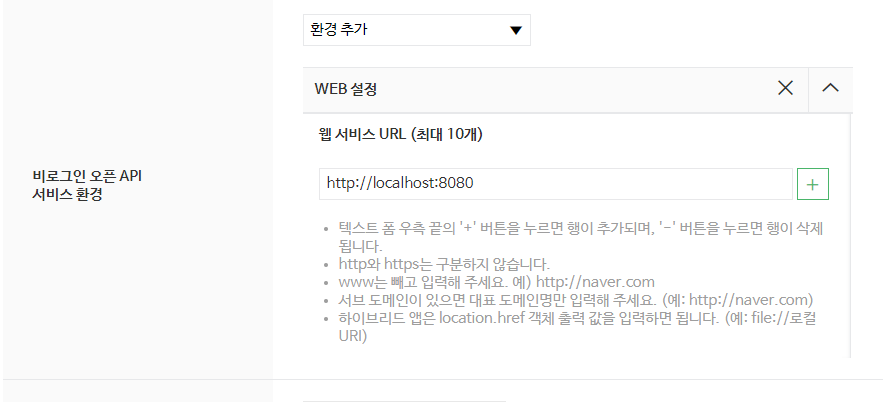 환경 추가
WEB 설정
웹 서비스 URL (최대 10개)
비로그인 오픈 API
서비스 환경
http://localhost:8080
텍스트 폼 우측 끝의 '+' 버튼을 누르면 행이 추가되며, '-' 버튼을 누르면 행이 삭제
됩니다.
http와 https는 구분하지 않습니다.
www는 빼고 입력해 주세요. 예) http://naver.com
서브 도메인이 있으면 대표 도메인명만 입력해 주세요. (예: http://naver.com)
하이브리드 앱은 location.href 객체 출력 값을 입력하면 됩니다. (예: file://로컬
URI)